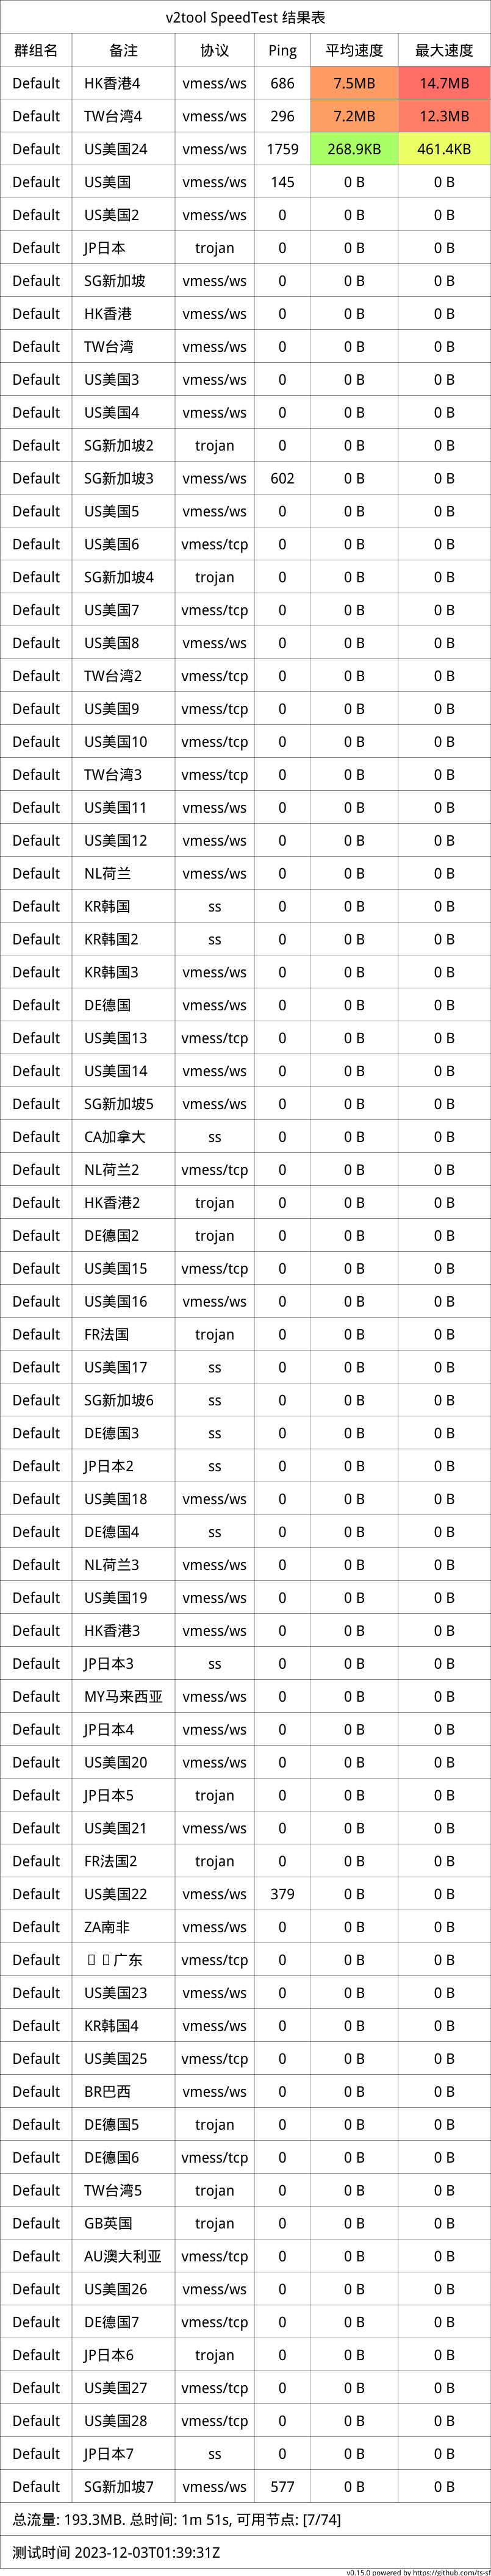 v2tool SpeedTest 结果表
群组名 备注 协议 Ping 平均速度 最大速度
Default HK香港4 vmess/ws 686 7.5MB 14.7MB
Default TW台湾4 vmess/ws 296 7.2MB 12.3MB
Default US美国24 vmess/ws 1759 268.9KB 461.4KB
Default US美国 vmess/ws 145 0 B 0 B
Default US美国2 vmess/ws 0 0 B 0 B
Default JP日本 trojan 0 0 B 0 B
Default SG新加坡 vmess/ws 0 0 B 0 B
Default HK香港 vmess/ws 0 0 B 0 B
Default TW台湾 vmess/ws 0 0 B 0 B
Default US美国3 vmess/ws 0 0 B 0 B
Default US美国4 vmess/ws 0 0 B 0 B
Default SG新加坡2 trojan 0 0 B 0 B
Default SG新加坡3 vmess/ws 602 0 B 0 B
Default US美国5 vmess/ws 0 0 B 0 B
Default US美国6 vmess/tcp 0 0 B 0 B
Default SG新加坡4 trojan 0 0 B 0 B
Default US美国7 vmess/tcp 0 0 B 0 B
Default US美国8 vmess/ws 0 0 B 0 B
Default TW台湾2 vmess/tcp 0 0 B 0 B
Default US美国9 vmess/tcp 0 0 B 0 B
Default US美国10 vmess/tcp 0 0 B 0 B
Default TW台湾3 vmess/tcp 0 0 B 0 B
Default US美国11 vmess/ws 0 0 B 0 B
Default US美国12 vmess/ws 0 0 B 0 B
Default NL荷兰 vmess/ws 0 0 B 0 B
Default KR韩国 ss 0 0 B 0 B
Default KR韩国2 ss 0 0 B 0 B
Default KR韩国3 vmess/ws 0 0 B 0 B
Default DE德国 vmess/ws 0 0 B 0 B
Default US美国13 vmess/tcp 0 0 B 0 B
Default US美国14 vmess/ws 0 0 B 0 B
Default SG新加坡5 vmess/ws 0 0 B 0 B
Default CA加拿大 ss 0 0 B 0 B
Default NL荷兰2 vmess/tcp 0 0 B 0 B
Default HK香港2 trojan 0 0 B 0 B
Default DE德国2 trojan 0 0 B 0 B
Default US美国15 vmess/tcp 0 0 B 0 B
Default US美国16 vmess/ws 0 0 B 0 B
Default FR法国 trojan 0 0 B 0 B
Default US美国17 ss 0 0 B 0 B
Default SG新加坡6 ss 0 0 B 0 B
Default DE德国3 ss 0 0 B 0 B
Default JP日本2 ss 0 0 B 0 B
Default US美国18 vmess/ws 0 0 B 0 B
Default DE德国4 ss 0 0 B 0 B
Default NL荷兰3 vmess/ws 0 0 B 0 B
Default US美国19 vmess/ws 0 0 B 0 B
Default HK香港3 vmess/ws 0 0 B 0 B
Default JP日本3 ss 0 0 B 0 B
Default MY马来西亚 vmess/ws 0 0 B 0 B
Default JP日本4 vmess/ws 0 0 B 0 B
Default US美国20 vmess/ws 0 0 B 0 B
Default JP日本5 trojan 0 0 B 0 B
Default US美国21 vmess/ws 0 0 B 0 B
Default FR法国2 trojan 0 0 B 0 B
Default US美国22 vmess/ws 379 0 B 0 B
Default ZA南非 vmess/ws 0 0 B 0 B
Default 广东 vmess/tcp 0 0 B 0 B
Default US美国23 vmess/ws 0 0 B 0 B
Default KR韩国4 vmess/ws 0 0 B 0 B
Default US美国25 vmess/tcp 0 0 B 0 B
Default BR巴西 vmess/ws 0 0 B 0 B
Default DE德国5 trojan 0 0 B 0 B
Default DE德国6 vmess/tcp 0 0 B 0 B
Default TW台湾5 trojan 0 0 B 0 B
Default GB英国 trojan 0 0 B 0 B
Default AU澳大利亚 vmess/tcp 0 0 B 0 B
Default US美国26 vmess/ws 0 0 B 0 B
Default DE德国7 vmess/tcp 0 0 B 0 B
Default JP日本6 trojan 0 0 B 0 B
Default US美国27 vmess/tcp 0 0 B 0 B
Default US美国28 vmess/tcp 0 0 B 0 B
Default JP日本7 ss 0 0 B 0 B
Default SG新加坡7 vmess/ws 577 0 B 0 B
总流量: 193.3MB. 总时间: 1m 51s, 可用节点: [7/74]
测试时间 2023-12-03T01:39:31Z
v0.15.0 powered by https://github.com/ts-sf